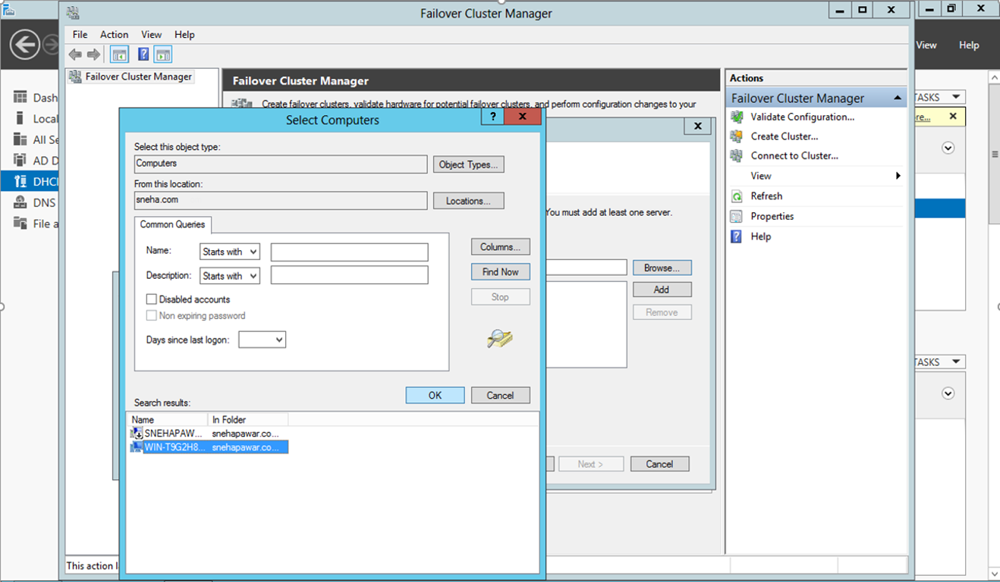 Failover Cluster Manager
File Action View Help
View Help
Failover Cluster Manager
Failover Cluster Manager
Create failover clusters, validate hardware for potential failover clusters, and perform configuration changes to your
Actions
Failover Cluster Manager
Validate Configuration...
Create Cluster...
Connect to Cluster...
View
Refresh
Properties
Help
Dash
Local
All Se
AD D
DHC
DNS
File a
TASKS
re...
TASKS
Select Computers
?
Select this object type:
Computers
Object Types...
From this location:
sneha.com
Locations...
Common Queries
Name: Starts with
Description: Starts with
Disabled accounts
Non expiring password
Days since last logon:
Columns...
Find Now
Stop
OK Cancel
Search results:
Name In Folder
SNEHAPAW... snehapawar.co...
WIN-T9G2H8... snehapawar.co...
You must add at least one server.
Browse...
Add
Remove
Next > Cancel
This action